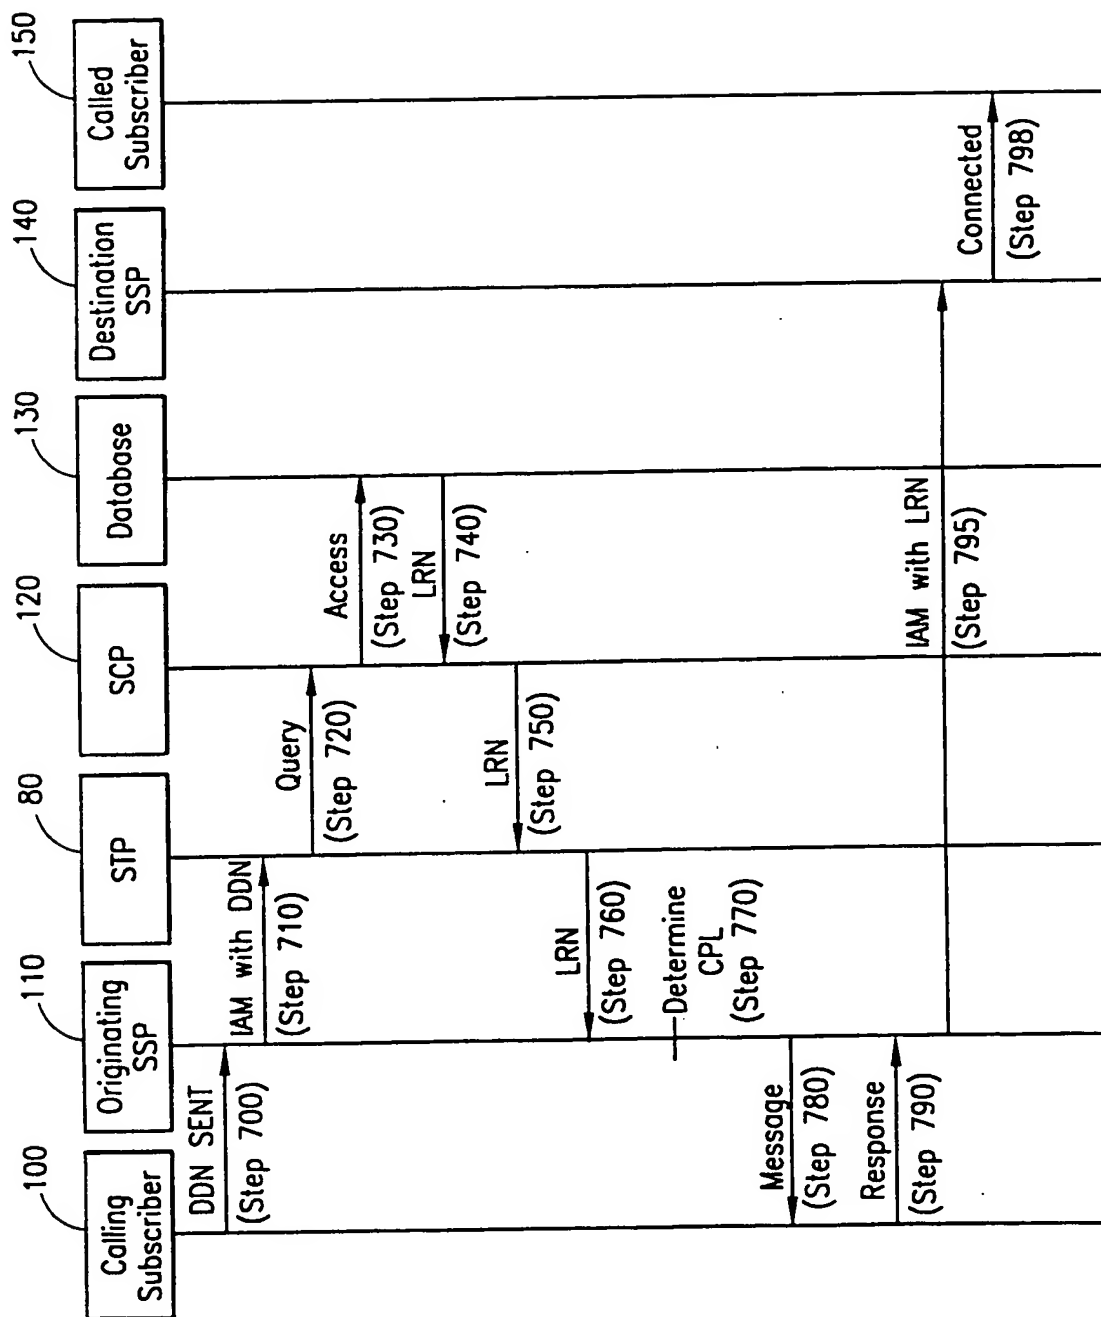 100
Calling
Subscriber
110
Originating
SSP
80
STP
120
SCP
130
Database
140
Destination
SSP
150
Called
Subscriber
DDN SENT
(Step 700)
IAM with DDN
(Step 710)
Query
(Step 720)
Access
(Step 730)
LRN
(Step 740)
LRN
(Step 750)
LRN
(Step 760)
Determine
CPL
(Step 770)
Message
(Step 780)
Response
(Step 790)
IAM with LRN
(Step 795)
Connected
(Step 798)